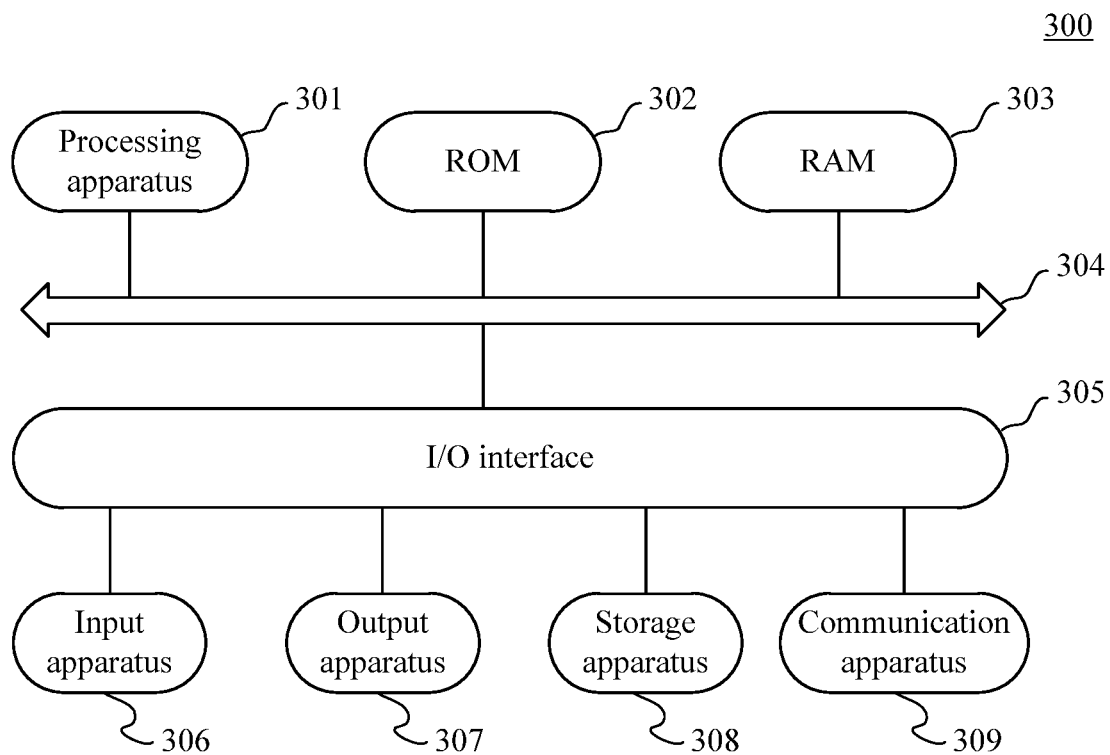 300
301
302
303
Processing
apparatus
ROM
RAM
304
305
I/O interface
Input
apparatus
Output
apparatus
Storage
apparatus
Communication
apparatus
306
307
308
309